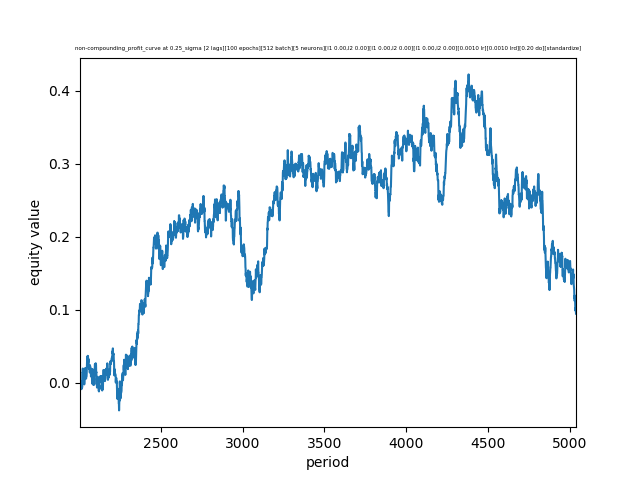 non-compounding_profit_curve at 0.25_sigma [2 lags][100 epochs][512 batch][5 neurons][l1 0.00,l2 0.00][l1 0.00,l2 0.00][l1 0.00,l2 0.00][0.0010 lr][0.0010 lrd][0.20 do][standardize]
0.4
0.3
0.2
0.1
0.0
equity value
2500 3000 3500 4000 4500 5000
period